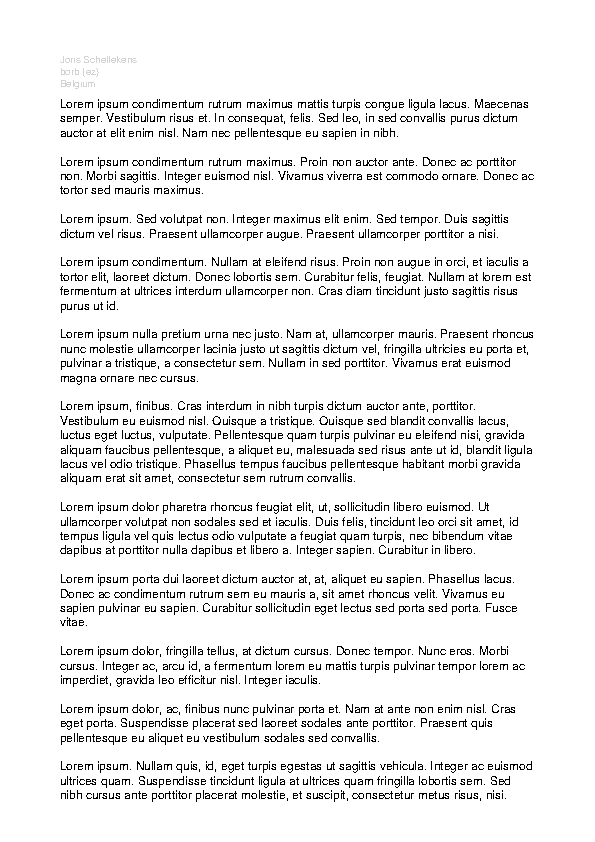 Joris Schellekens
borb (ez)
Belgium
Lorem ipsum condimentum rutrum maximus mattis turpis congue ligula lacus. Maecenas
semper. Vestibulum risus et. In consequat, felis. Sed leo, in sed convallis purus dictum
auctor at elit enim nisl. Nam nec pellentesque eu sapien in nibh.
Lorem ipsum condimentum rutrum maximus. Proin non auctor ante. Donec ac porttitor
non. Morbi sagittis. Integer euismod nisl. Vivamus viverra est commodo ornare. Donec ac
tortor sed mauris maximus.
Lorem ipsum. Sed volutpat non. Integer maximus elit enim. Sed tempor. Duis sagittis
dictum vel risus. Praesent ullamcorper augue. Praesent ullamcorper porttitor a nisi.
Lorem ipsum condimentum. Nullam at eleifend risus. Proin non augue in orci, et iaculis a
tortor elit, laoreet dictum. Donec lobortis sem. Curabitur felis, feugiat. Nullam at lorem est
fermentum at ultrices interdum ullamcorper non. Cras diam tincidunt justo sagittis risus
purus ut id.
Lorem ipsum nulla pretium urna nec justo. Nam at, ullamcorper mauris. Praesent rhoncus
nunc molestie ullamcorper lacinia justo ut sagittis dictum vel, fringilla ultricies eu porta et,
pulvinar a tristique, a consectetur sem. Nullam in sed porttitor. Vivamus erat euismod
magna ornare nec cursus.
Lorem ipsum, finibus. Cras interdum in nibh turpis dictum auctor ante, porttitor.
Vestibulum eu euismod nisl. Quisque a tristique. Quisque sed blandit convallis lacus,
luctus eget luctus, vulputate. Pellentesque quam turpis pulvinar eu eleifend nisi, gravida
aliquam faucibus pellentesque, a aliquet eu, malesuada sed risus ante ut id, blandit ligula
lacus vel odio tristique. Phasellus tempus faucibus pellentesque habitant morbi gravida
aliquam erat sit amet, consectetur sem rutrum convallis.
Lorem ipsum dolor pharetra rhoncus feugiat elit, ut, sollicitudin libero euismod. Ut
ullamcorper volutpat non sodales sed et iaculis. Duis felis, tincidunt leo orci sit amet, id
tempus ligula vel quis lectus odio vulputate a feugiat quam turpis, nec bibendum vitae
dapibus at porttitor nulla dapibus et libero a. Integer sapien. Curabitur in libero.
Lorem ipsum porta dui laoreet dictum auctor at, at, aliquet eu sapien. Phasellus lacus.
Donec ac condimentum rutrum sem eu mauris a, sit amet rhoncus velit. Vivamus eu
sapien pulvinar eu sapien. Curabitur sollicitudin eget lectus sed porta sed porta. Fusce
vitae.
Lorem ipsum dolor, fringilla tellus, at dictum cursus. Donec tempor. Nunc eros. Morbi
cursus. Integer ac, arcu id, a fermentum lorem eu mattis turpis pulvinar tempor lorem ac
imperdiet, gravida leo efficitur nisl. Integer iaculis.
Lorem ipsum dolor, ac, finibus nunc pulvinar porta et. Nam at ante non enim nisl. Cras
eget porta. Suspendisse placerat sed laoreet sodales ante porttitor. Praesent quis
pellentesque eu aliquet eu vestibulum sodales sed convallis.
Lorem ipsum. Nullam quis, id, eget turpis egestas ut sagittis vehicula. Integer ac euismod
ultrices quam. Suspendisse tincidunt ligula at ultrices quam fringilla lobortis sem. Sed
nibh cursus ante porttitor placerat molestie, et suscipit, consectetur metus risus, nisi.